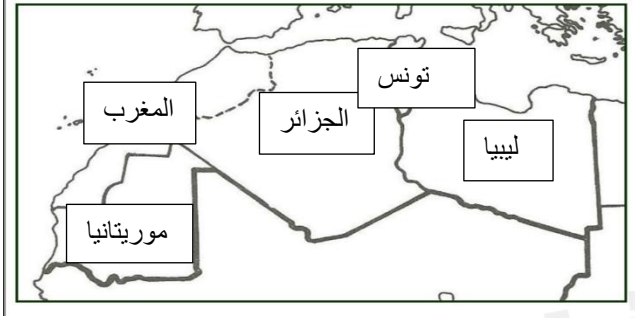 تونس
المغرب
الجزائر
ليبيا
موريتانيا